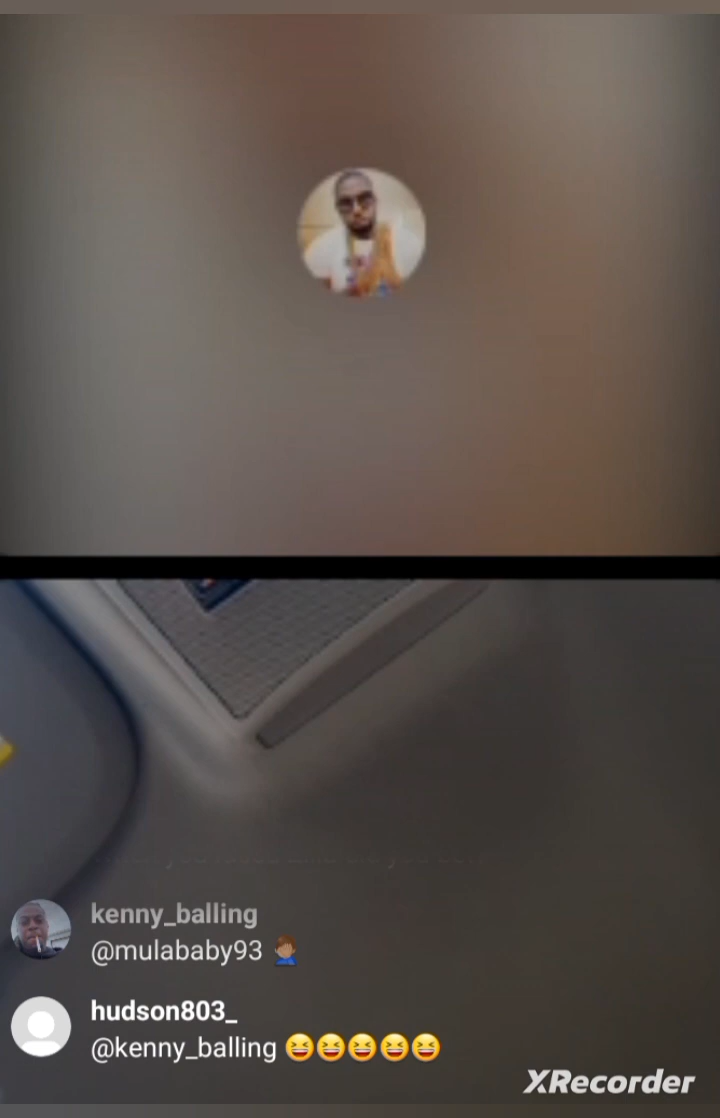 kenny_balling
@mulababy93 🤦🏽‍♂️
hudson803_
@kenny_balling 😆😆😆😆😆
XRecorder